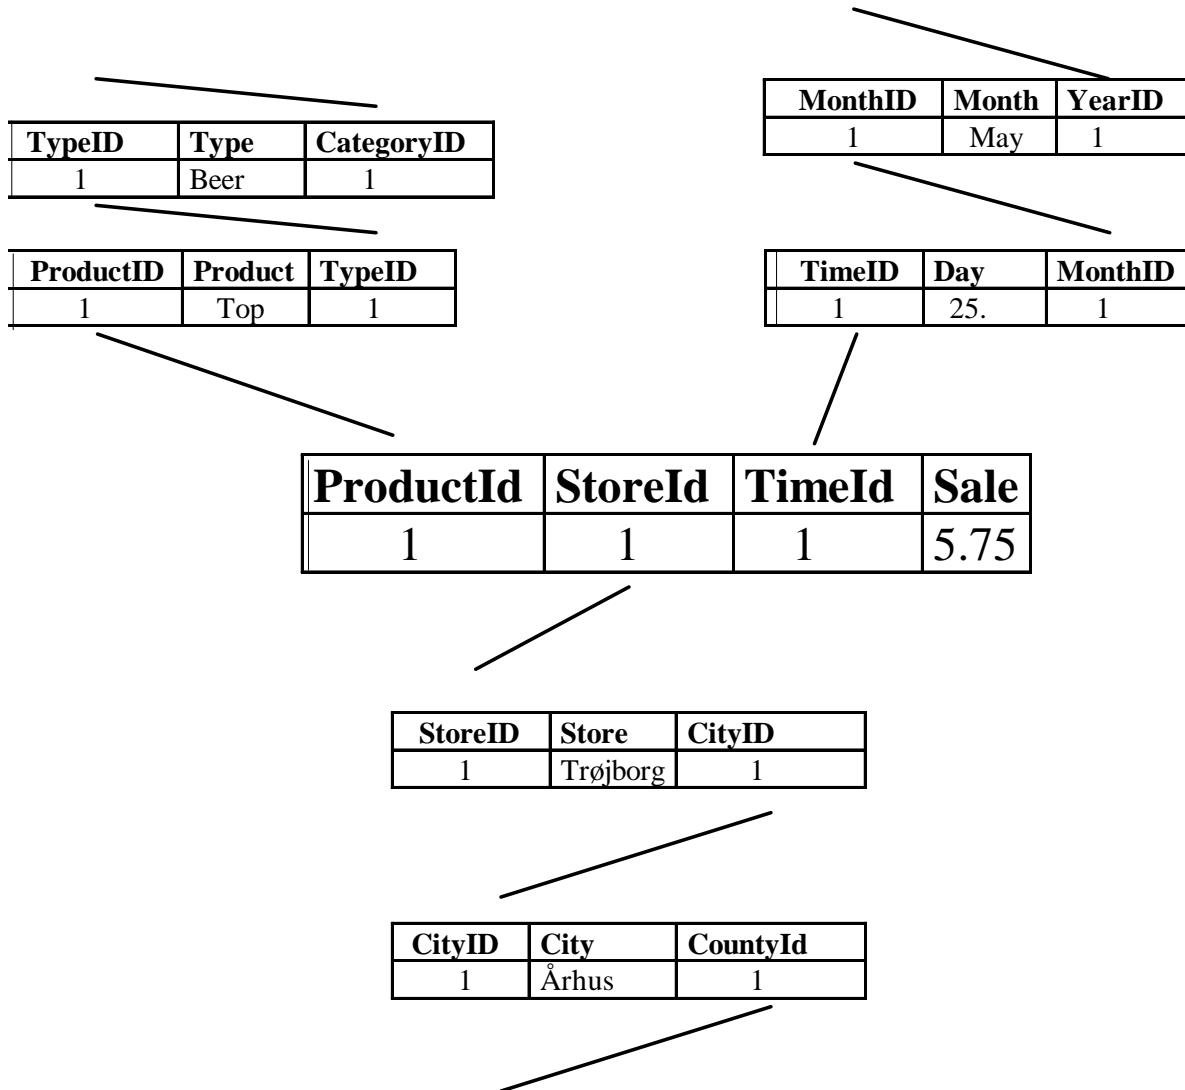 MonthID Month YearID
1 May 1
TypeID Type CategoryID
1 Beer 1
ProductID Product TypeID
1 Top 1
TimeID Day MonthID
1 25. 1
ProductId StoreId TimeId Sale
1 1 1 5.75
StoreID Store CityID
1 Trøjborg 1
CityID City CountyId
1 Århus 1